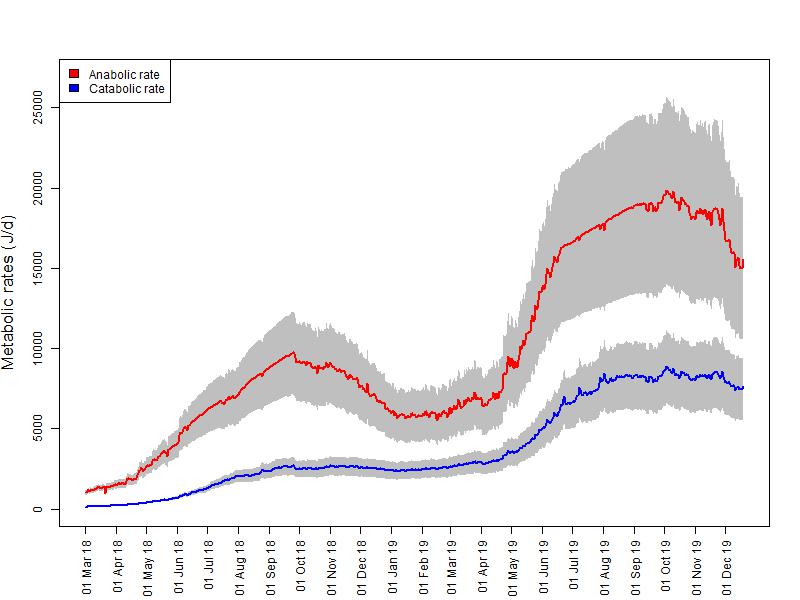 Anabolic rate
Catabolic rate
Metabolic rates (J/d)
25000
20000
15000
10000
5000
0
01 Mar 18
01 Apr 18
01 May 18
01 Jun 18
01 Jul 18
01 Aug 18
01 Sep 18
01 Oct 18
01 Nov 18
01 Dec 18
01 Jan 19
01 Feb 19
01 Mar 19
01 Apr 19
01 May 19
01 Jun 19
01 Jul 19
01 Aug 19
01 Sep 19
01 Oct 19
01 Nov 19
01 Dec 19